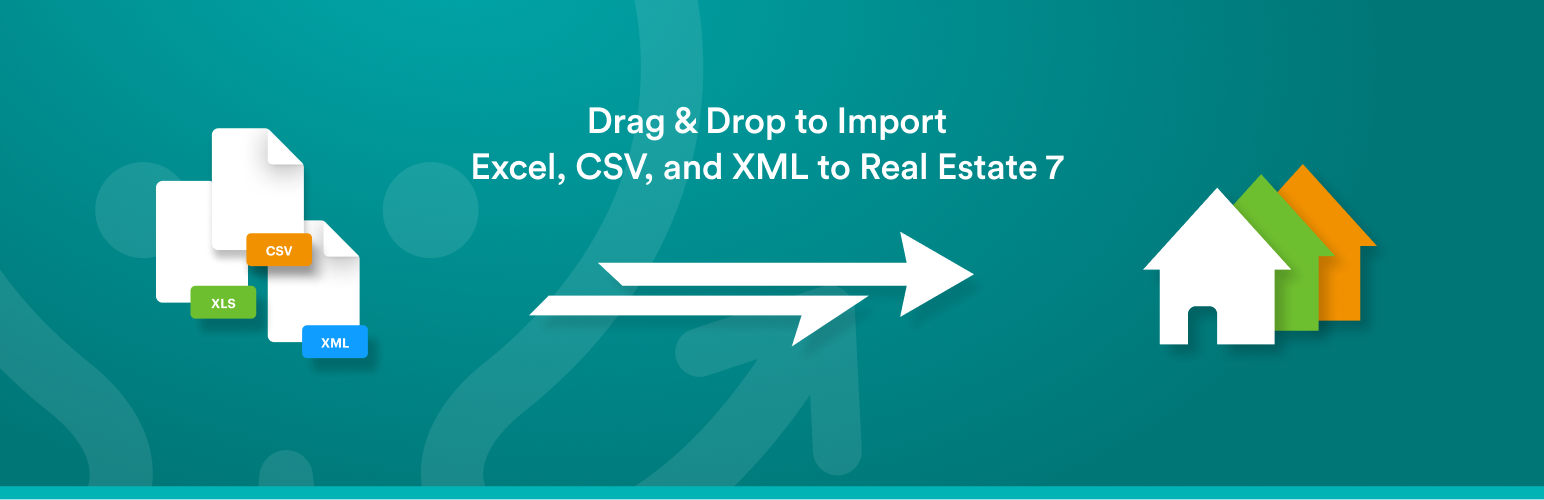 Drag & Drop to Import
Excel, CSV, and XML to Real Estate 7
CSV
XLS
XML